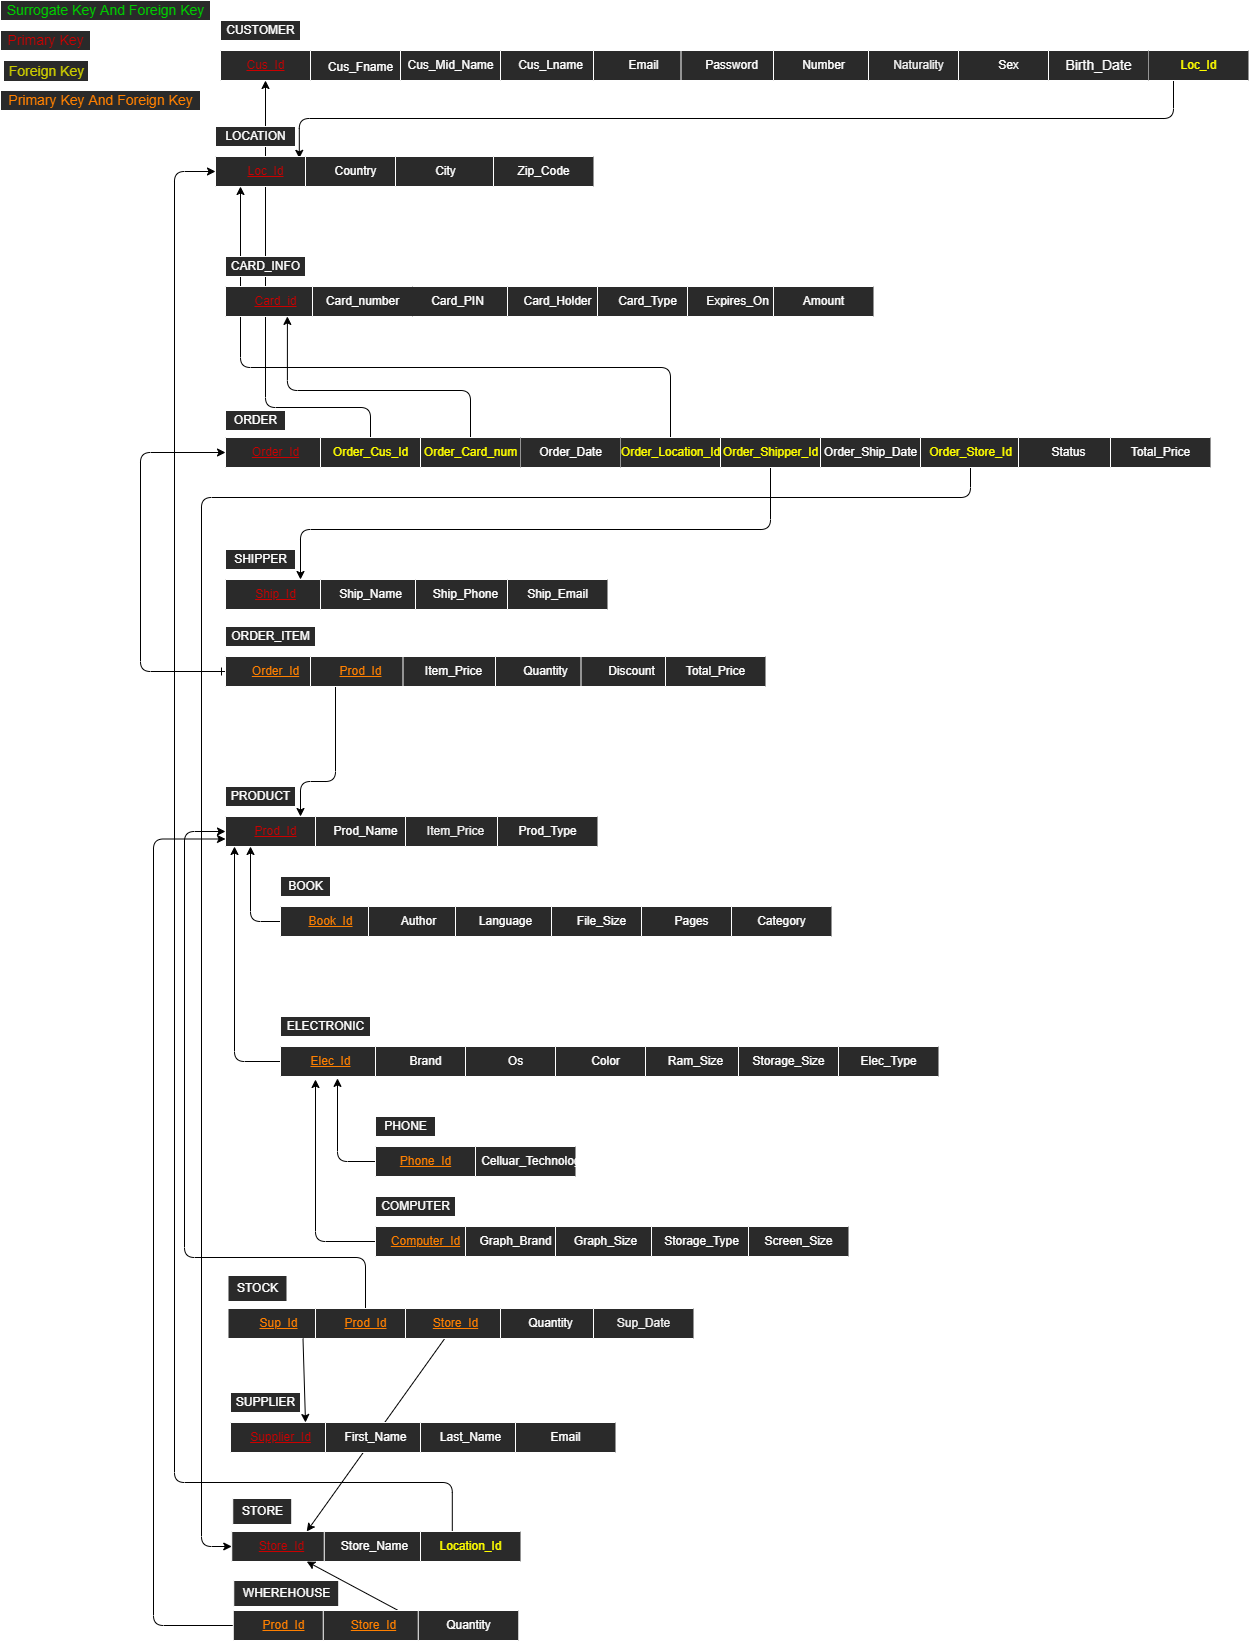 Surrogate Key And Foreign Key
Primary Key
Foreign Key
Primary Key And Foreign Key
CUSTOMER
Cus_Id Cus_Fname Cus_Mid_Name Cus_Lname Email Password Number Naturality Sex Birth_Date Loc_Id
LOCATION
Loc_Id Country City Zip_Code
CARD_INFO
Card_Id Card_number Card_PIN Card_Holder Card_Type Expires_On Amount
ORDER
Order_Id Order_Cus_Id Order_Card_num Order_Date Order_Location_Id Order_Shipper_Id Order_Ship_Date Order_Store_Id Status Total_Price
SHIPPER
Ship_Id Ship_Name Ship_Phone Ship_Email
ORDER_ITEM
Order_Id Prod_Id Item_Price Quantity Discount Total_Price
PRODUCT
Prod_Id Prod_Name Item_Price Prod_Type
BOOK
Book_Id Author Language File_Size Pages Category
ELECTRONIC
Elec_Id Brand Os Color Ram_Size Storage_Size Elec_Type
PHONE
Phone_Id Celluar_Technolog
COMPUTER
Computer_Id Graph_Brand Graph_Size Storage_Type Screen_Size
STOCK
Sup_Id Prod_Id Store_Id Quantity Sup_Date
SUPPLIER
Supplier_Id First_Name Last_Name Email
STORE
Store_Id Store_Name Location_Id
WHEREHOUSE
Prod_Id Store_Id Quantity